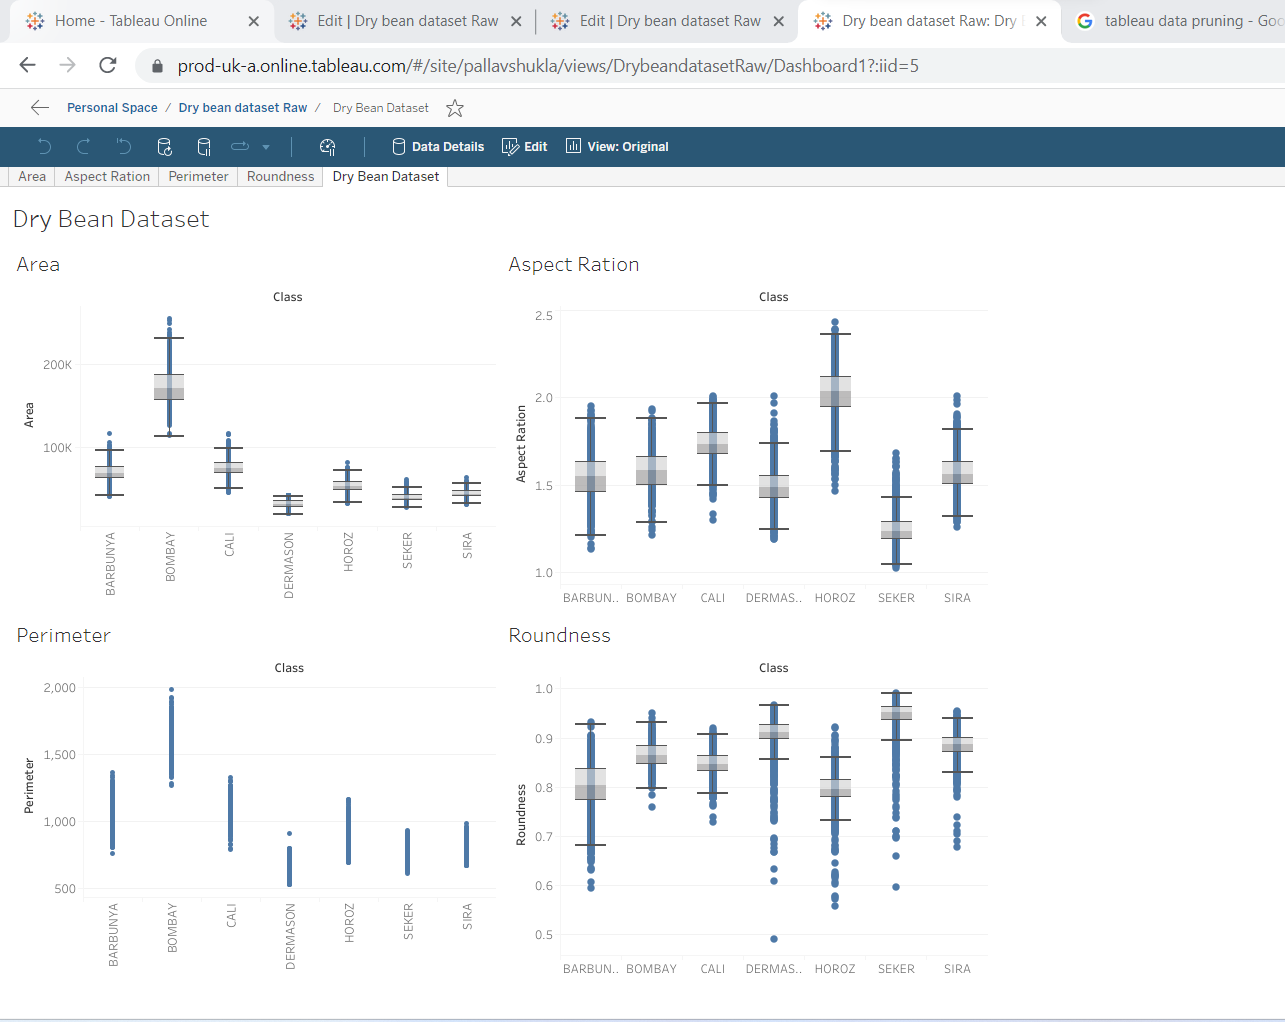 Home - Tableau Online
Edit | Dry bean dataset Raw
Edit | Dry bean dataset Raw
Dry bean dataset Raw: Dry
tableau data pruning - Goo
prod-uk-a.online.tableau.com/#/site/pallavshukla/views/DrybeandatasetRaw/Dashboard1?:iid=5
Personal Space / Dry bean dataset Raw / Dry Bean Dataset
Data Details Edit View: Original
Area Aspect Ration Perimeter Roundness Dry Bean Dataset
Dry Bean Dataset
Area
Class
Area
200K
100K
BARBUNYA
BOMBAY
CALI
DERMASON
HOROZ
SEKER
SIRA
Aspect Ration
Class
Aspect Ration
2.5
2.0
1.5
1.0
BARBUN.. BOMBAY CALI DERMAS.. HOROZ SEKER SIRA
Perimeter
Class
Perimeter
2,000
1,500
1,000
500
BARBUNYA
BOMBAY
CALI
DERMASON
HOROZ
SEKER
SIRA
Roundness
Class
Roundness
1.0
0.9
0.8
0.7
0.6
0.5
BARBUN.. BOMBAY CALI DERMAS.. HOROZ SEKER SIRA